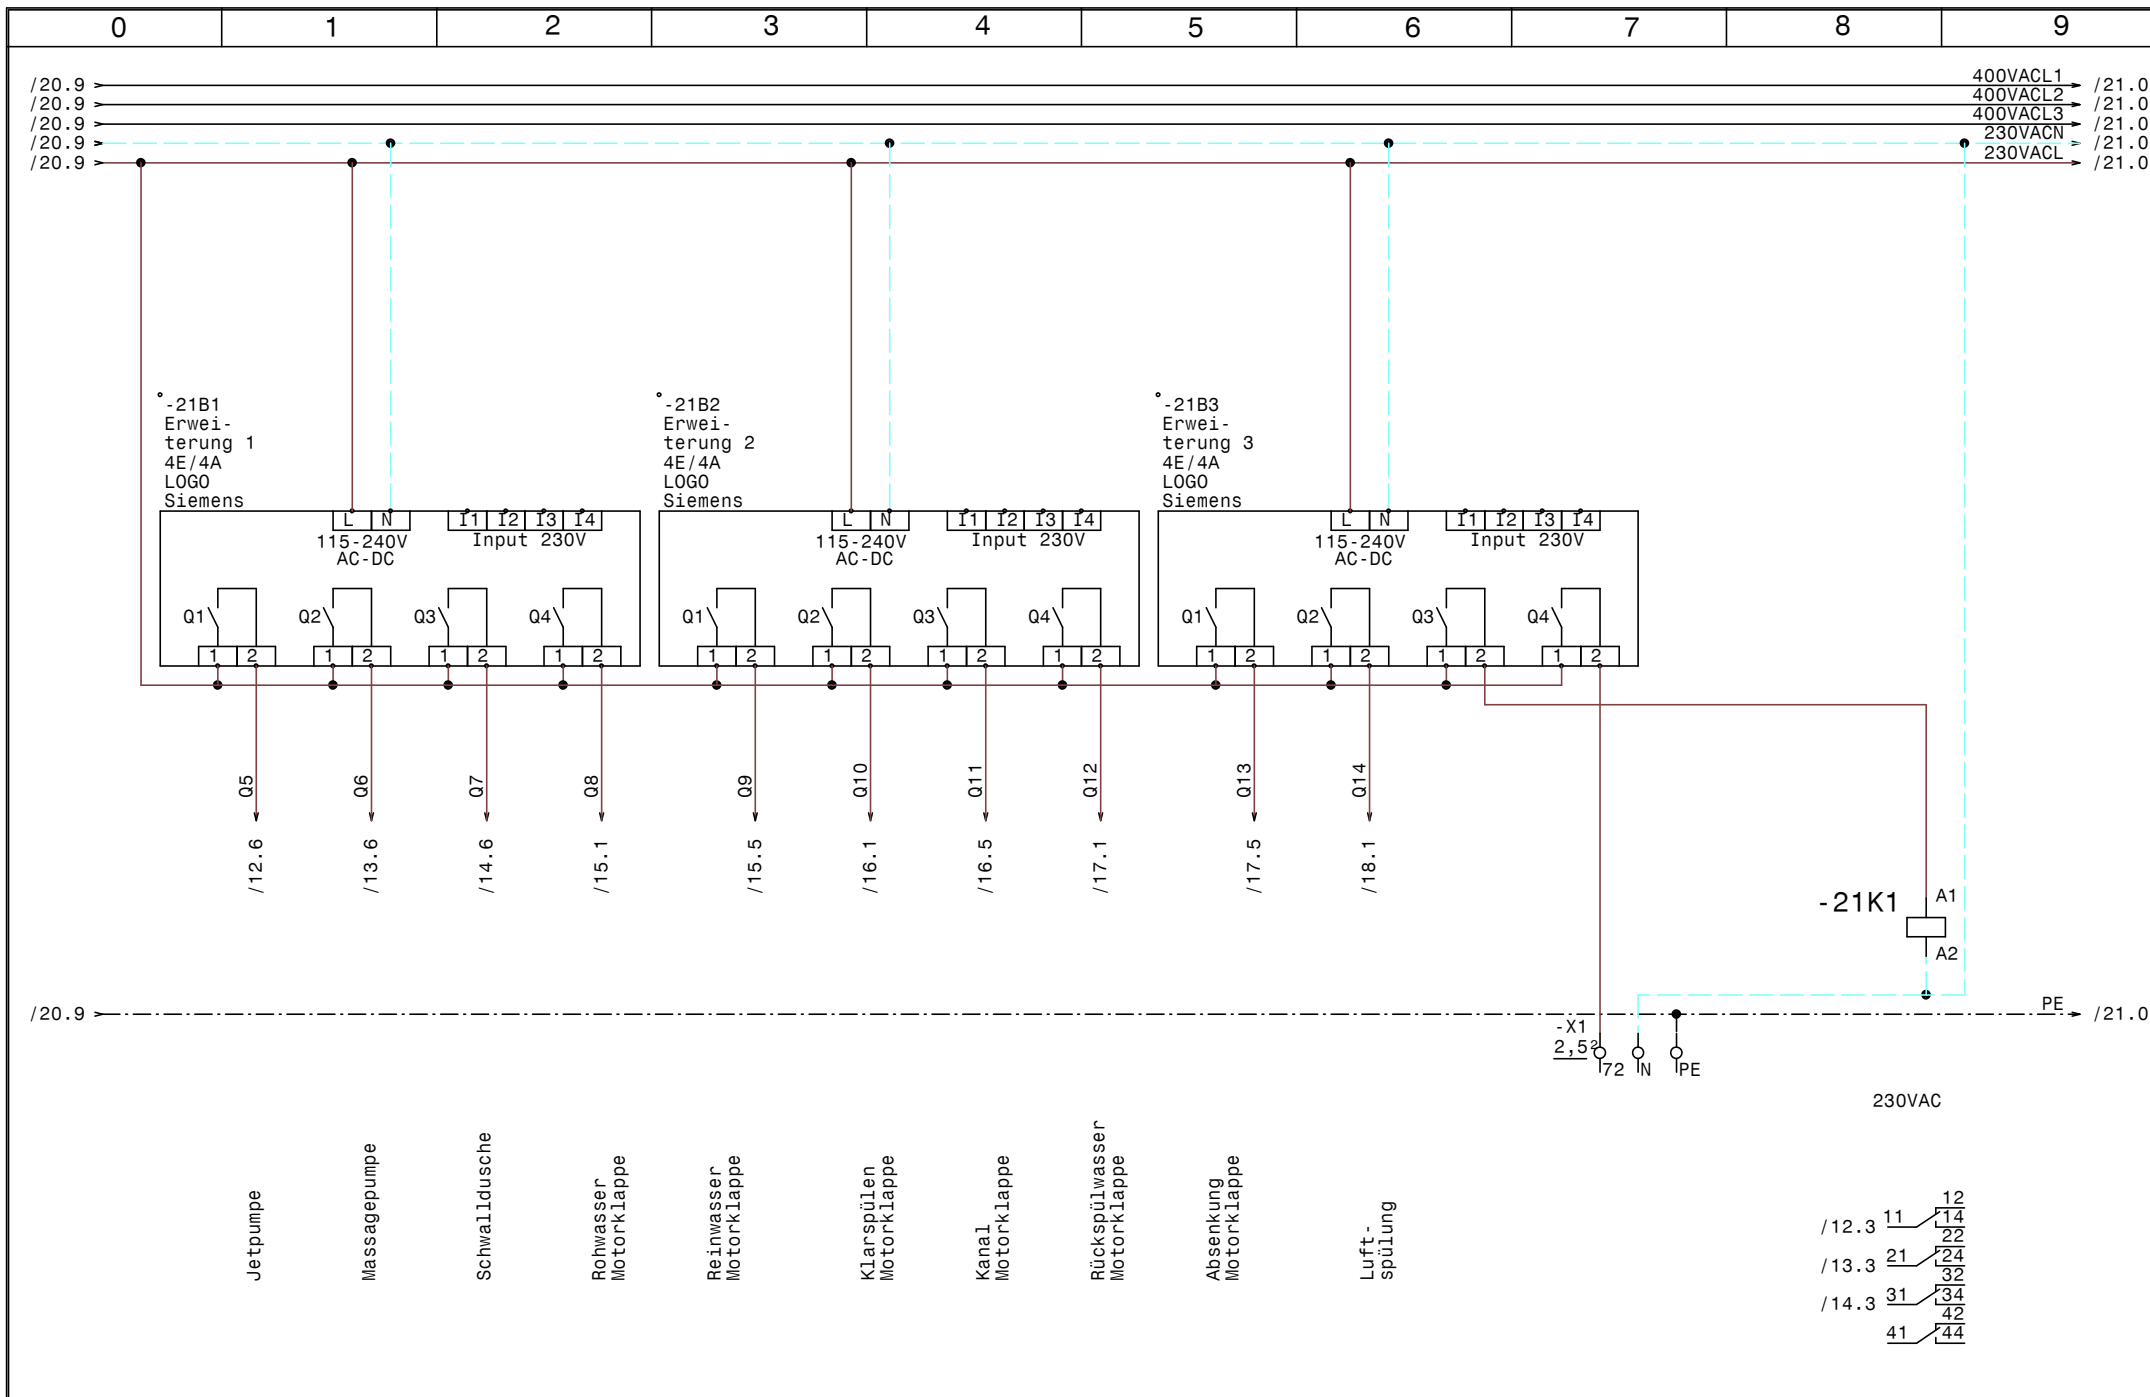 0 1 2 3 4 5 6 7 8 9
/20.9 400VACL1 /21.0
/20.9 400VACL2 /21.0
/20.9 400VACL3 /21.0
/20.9 230VACN /21.0
/20.9 230VACL /21.0
-21B1
Erwei-
terung 1
4E/4A
LOGO
Siemens
L N I1 I2 I3 I4
115-240V Input 230V
AC-DC
Q1 Q2 Q3 Q4
1 2 1 2 1 2 1 2
-21B2
Erwei-
terung 2
4E/4A
LOGO
Siemens
L N I1 I2 I3 I4
115-240V Input 230V
AC-DC
Q1 Q2 Q3 Q4
1 2 1 2 1 2 1 2
-21B3
Erwei-
terung 3
4E/4A
LOGO
Siemens
L N I1 I2 I3 I4
115-240V Input 230V
AC-DC
Q1 Q2 Q3 Q4
1 2 1 2 1 2 1 2
Q5 Q6 Q7 Q8 Q9 Q10 Q11 Q12 Q13 Q14
/12.6 /13.6 /14.6 /15.1 /15.5 /16.1 /16.5 /17.1 /17.5 /18.1
-21K1 A1
A2
/20.9 PE /21.0
-X1
2,5²
72 N PE
230VAC
Jetpumpe
Massagepumpe
Schwalldusche
Rohwasser
Motorklappe
Reinwasser
Motorklappe
Klarspülen
Motorklappe
Kanal
Motorklappe
Rückspülwasser
Motorklappe
Absenkung
Motorklappe
Luft-
spülung
12
/12.3 11 14
22
/13.3 21 24
32
/14.3 31 34
42
41 44